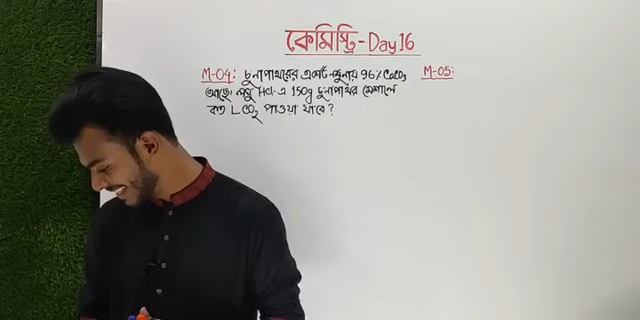 কেমিস্ট্রি-Day 16
M-04: চুনাপাথরের একটি নমুনায় 96% CaCO3
আছে। লঘু HCl-এ 150g চুনাপাথর মেশালে
কত L CO2 পাওয়া যাবে?
M-05: